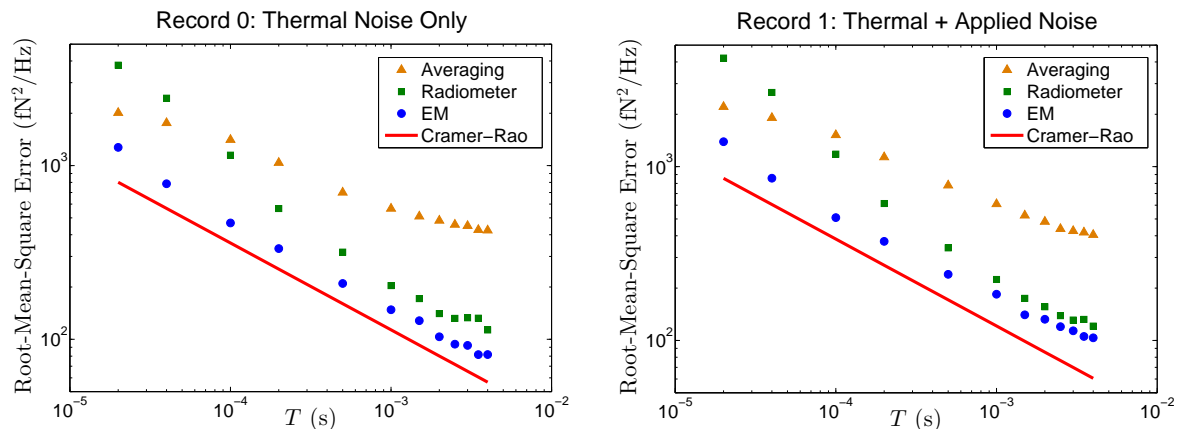 Record 0: Thermal Noise Only
Root-Mean-Square Error (fN²/Hz)
10³
10²
Averaging
Radiometer
EM
Cramer−Rao
10⁻⁵
10⁻⁴
10⁻³
10⁻²
T (s)
Record 1: Thermal + Applied Noise
Root-Mean-Square Error (fN²/Hz)
10³
10²
Averaging
Radiometer
EM
Cramer−Rao
10⁻⁵
10⁻⁴
10⁻³
10⁻²
T (s)